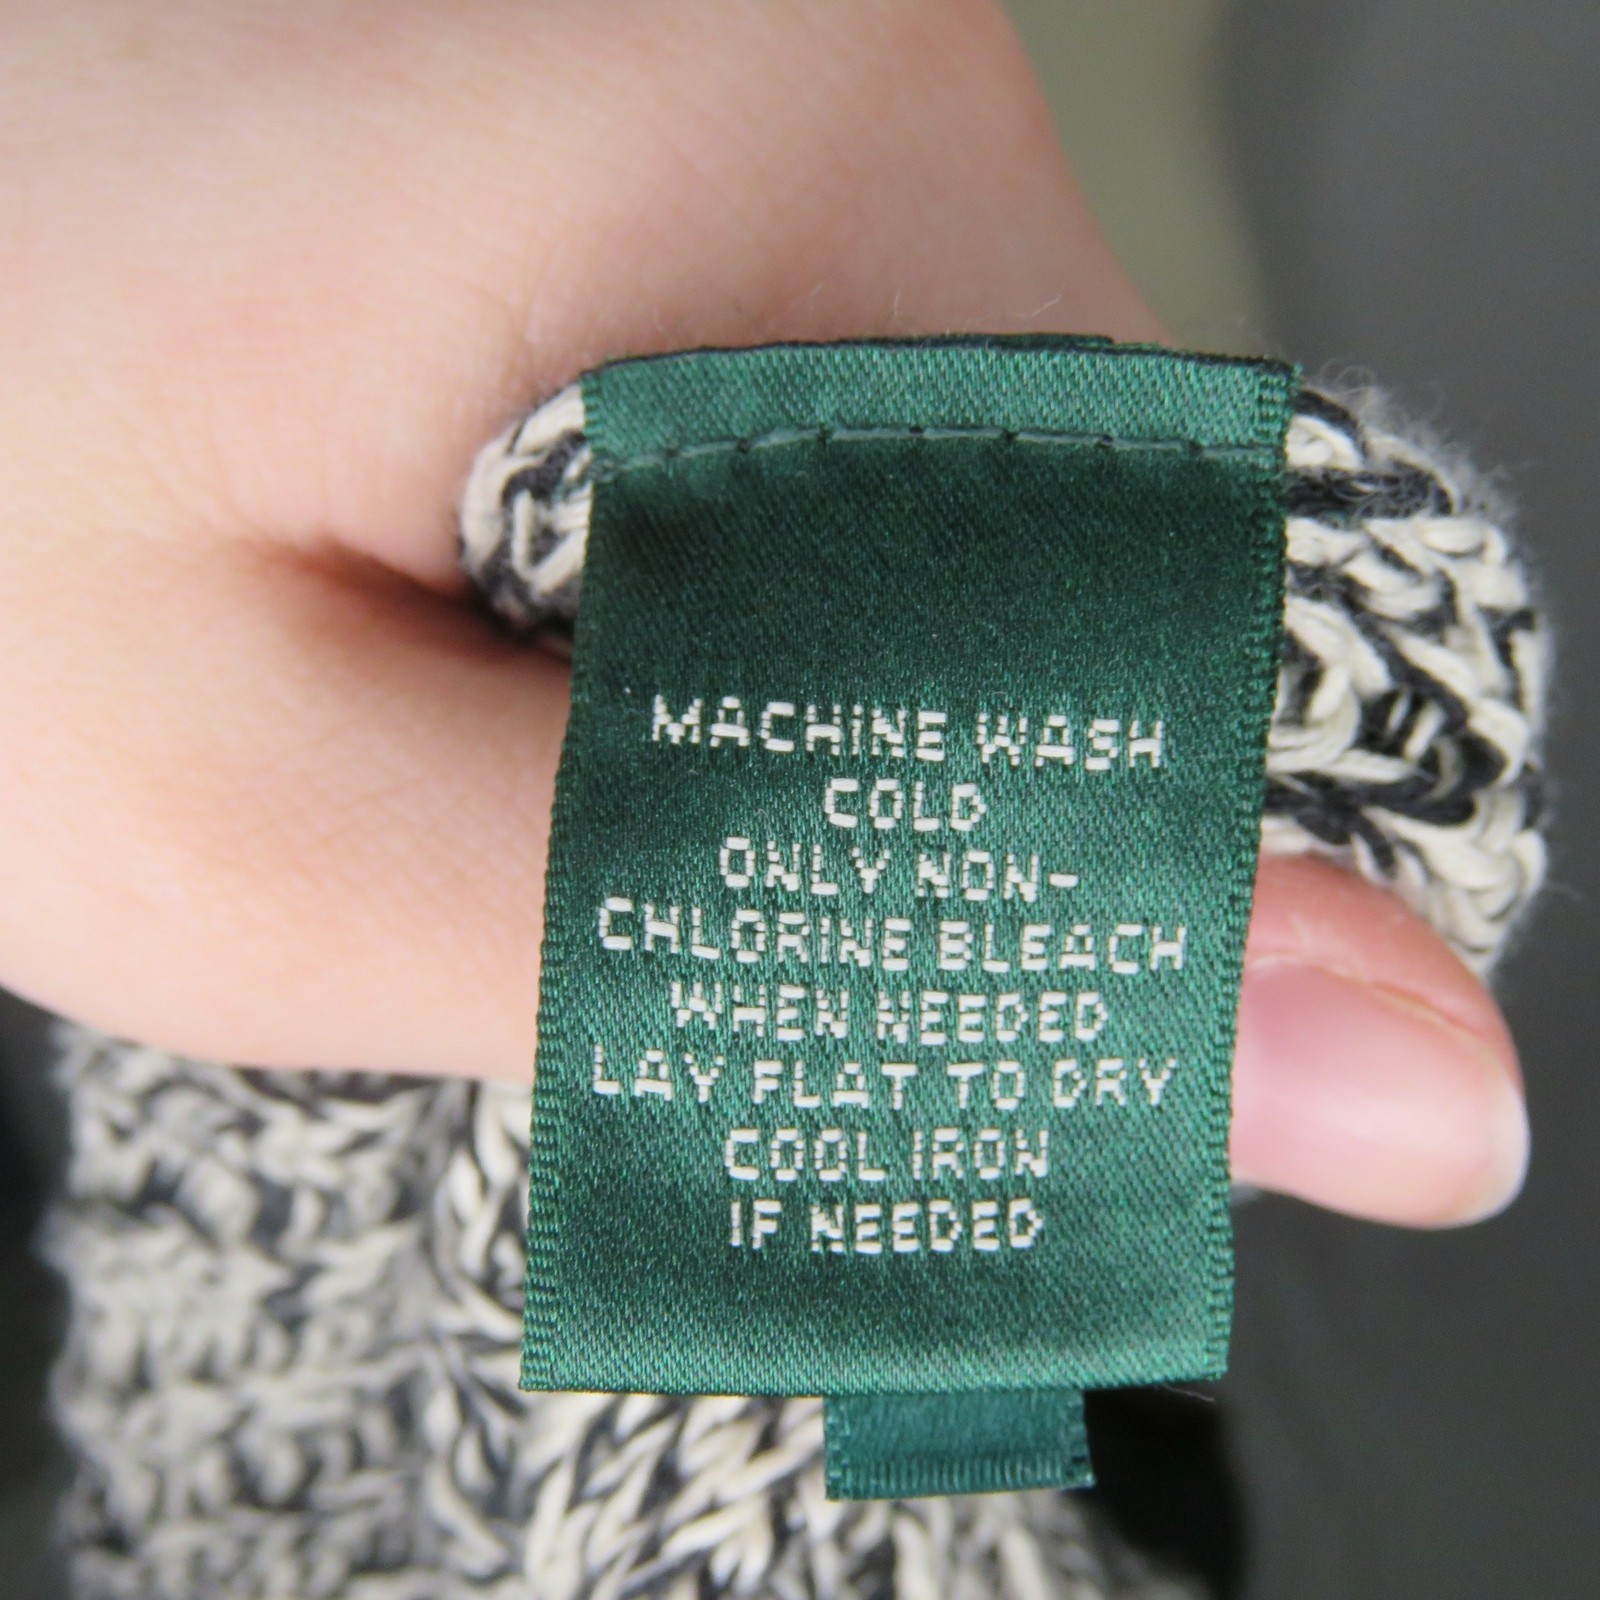 MACHINE WASH
COLD
ONLY NON-
CHLORINE BLEACH
WHEN NEEDED
LAY FLAT TO DRY
COOL IRON
IF NEEDED